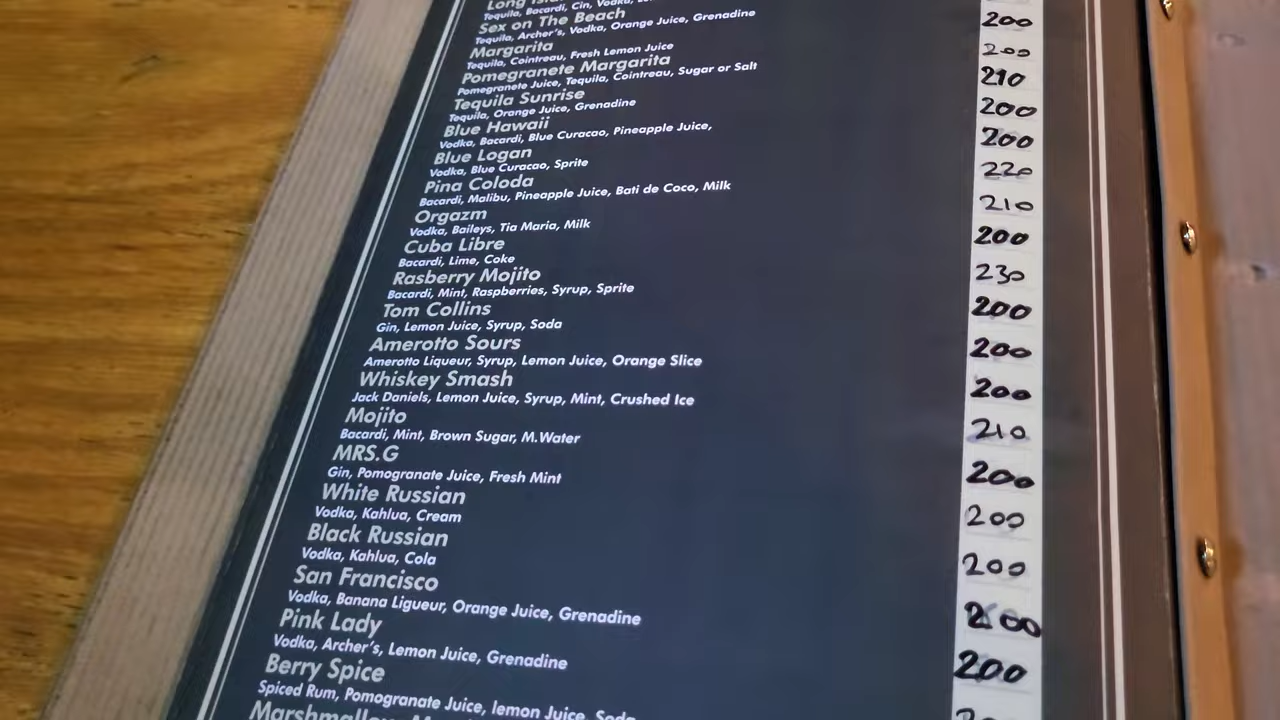 Long
Tequila, Bacardi, Cin, Vodka,
Sex on The Beach 200
Tequila, Archer's, Vodka, Orange Juice, Grenadine
Margarita 200
Tequila, Cointreau, Fresh Lemon Juice
Pomegranete Margarita 210
Pomegranete Juice, Tequila, Cointreau, Sugar or Salt
Tequila Sunrise 200
Tequila, Orange Juice, Grenadine
Blue Hawaii 200
Vodka, Bacardi, Blue Curacao, Pineapple Juice,
Blue Logan 220
Vodka, Blue Curacao, Sprite
Pina Coloda 210
Bacardi, Malibu, Pineapple Juice, Bati de Coco, Milk
Orgazm 200
Vodka, Baileys, Tia Maria, Milk
Cuba Libre 230
Bacardi, Lime, Coke
Rasberry Mojito 200
Bacardi, Mint, Raspberries, Syrup, Sprite
Tom Collins 200
Gin, Lemon Juice, Syrup, Soda
Amerotto Sours 200
Amerotto Liqueur, Syrup, Lemon Juice, Orange Slice
Whiskey Smash 210
Jack Daniels, Lemon Juice, Syrup, Mint, Crushed Ice
Mojito 200
Bacardi, Mint, Brown Sugar, M.Water
MRS.G 200
Gin, Pomogranate Juice, Fresh Mint
White Russian 200
Vodka, Kahlua, Cream
Black Russian 200
Vodka, Kahlua, Cola
San Francisco 200
Vodka, Banana Ligueur, Orange Juice, Grenadine
Pink Lady
Vodka, Archer's, Lemon Juice, Grenadine
Berry Spice
Spiced Rum, Pomogranate Juice, lemon Juice, Soda